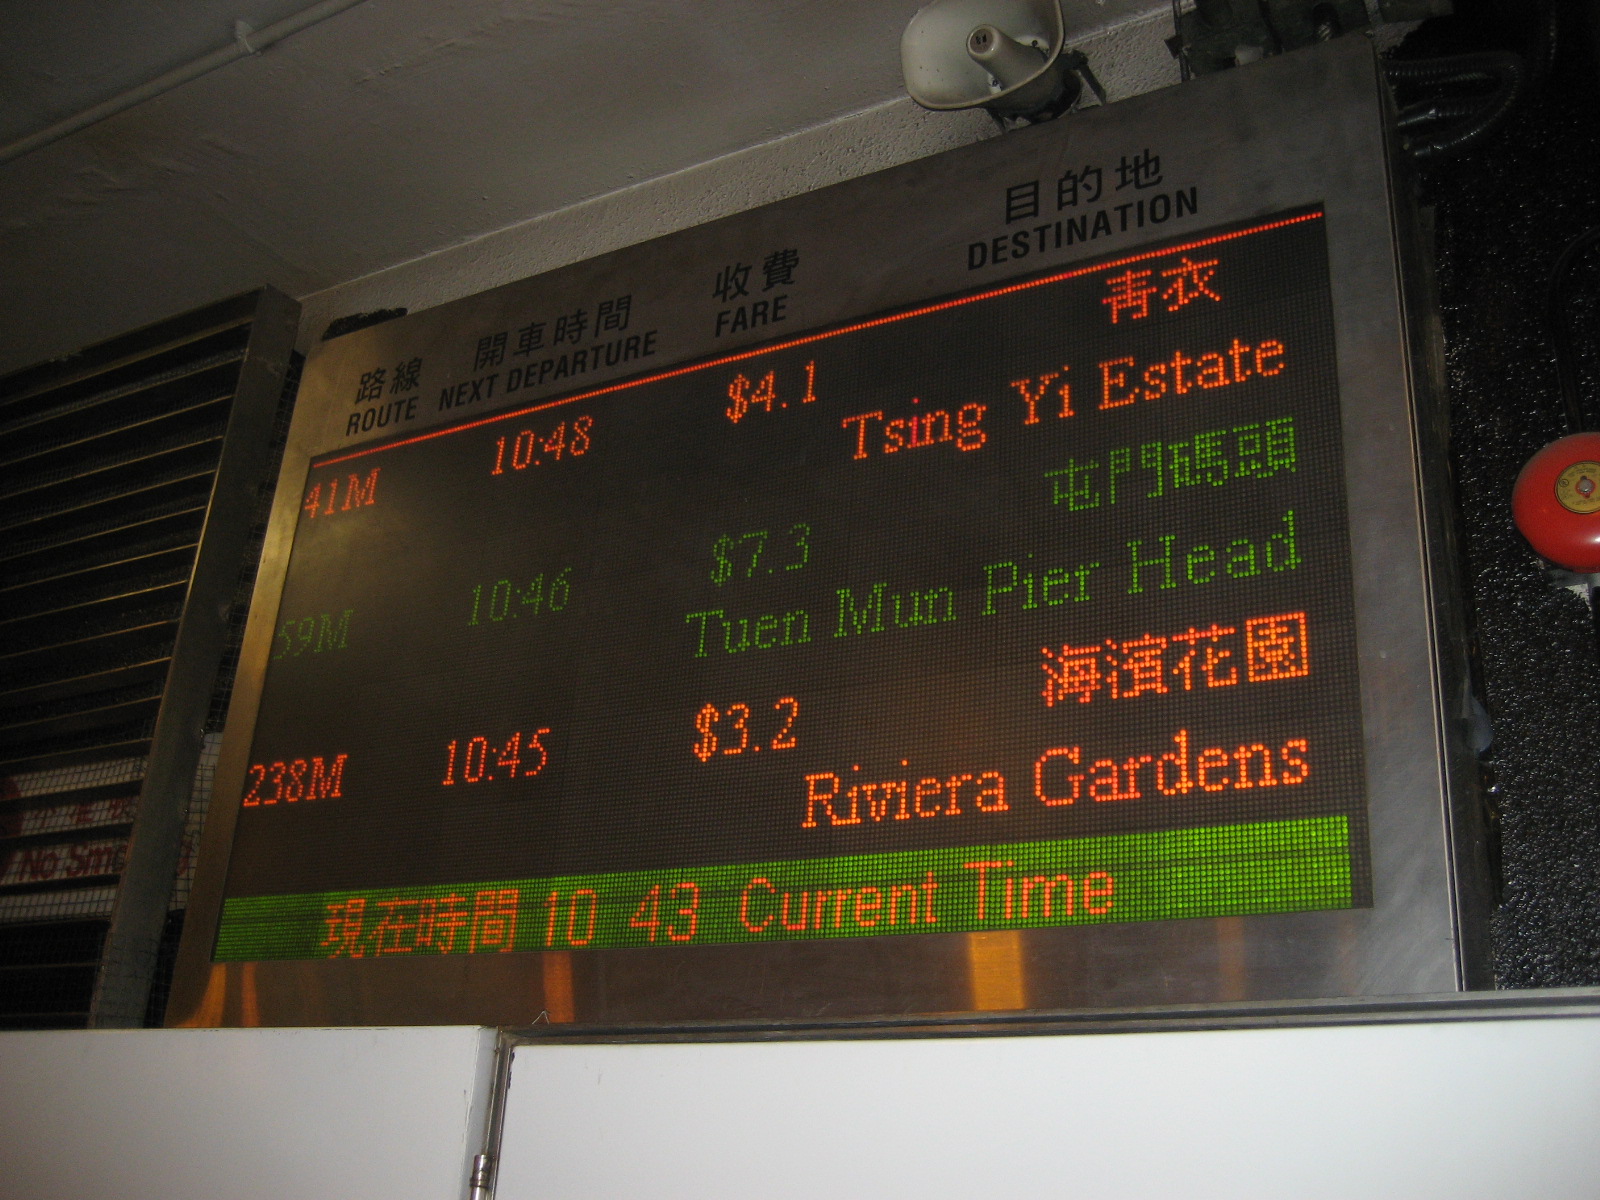 路線 開車時間 收費 目的地
ROUTE NEXT DEPARTURE FARE DESTINATION
青衣
41M 10:48 $4.1 Tsing Yi Estate
屯門碼頭
59M 10:46 $7.3 Tuen Mun Pier Head
海濱花園
238M 10:45 $3.2 Riviera Gardens
現在時間 10 43 Current Time
No